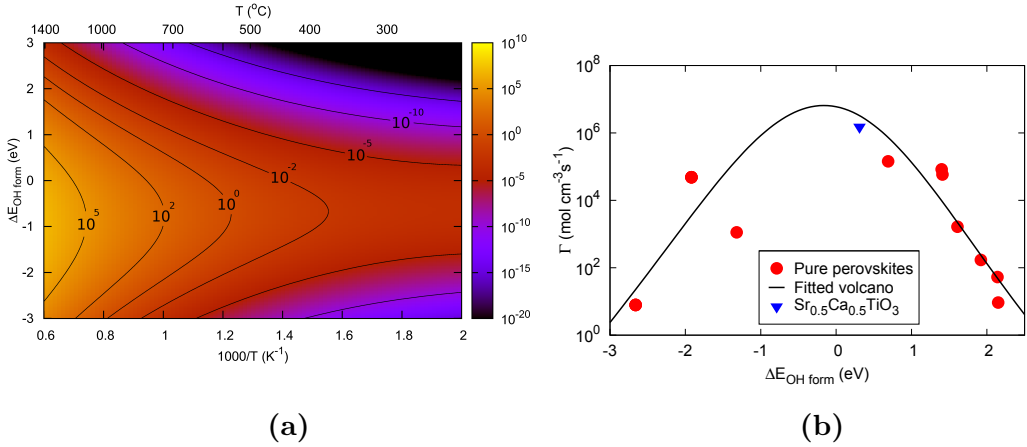 T (°C)
1400 1000 700 500 400 300
3
2
1
0
-1
-2
-3
ΔE_OH form (eV)
10^-10
10^-5
10^-2
10^0
10^2
10^5
0.6 0.8 1 1.2 1.4 1.6 1.8 2
1000/T (K^-1)
10^10
10^5
10^0
10^-5
10^-10
10^-15
10^-20
(a)
10^8
10^6
10^4
10^2
10^0
Γ (mol cm^-3s^-1)
Pure perovskites
Fitted volcano
Sr_0.5Ca_0.5TiO_3
-3 -2 -1 0 1 2
ΔE_OH form (eV)
(b)